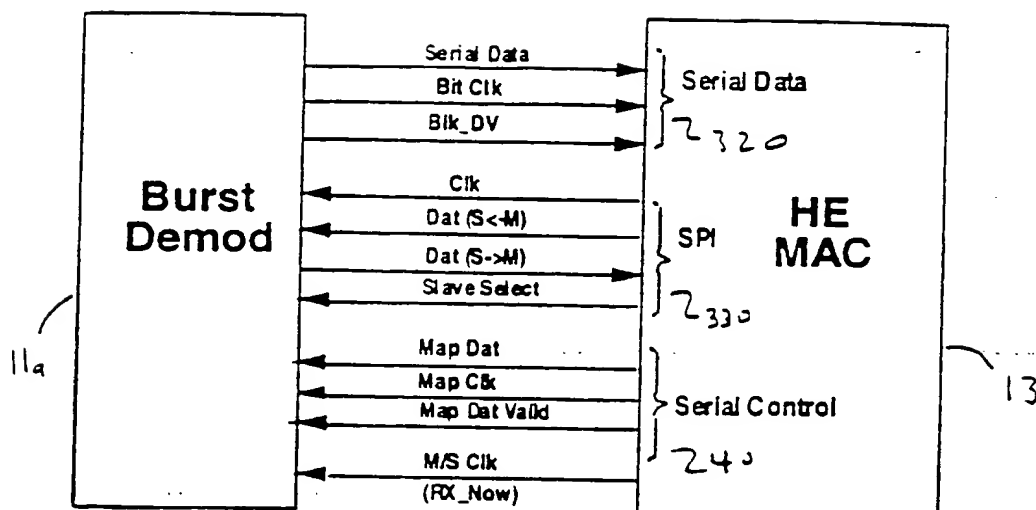 Serial Data
Bit Clk
Blk_DV
Serial Data
320
Clk
Dat (S<-M)
Dat (S->M)
Slave Select
SPI
330
Burst
Demod
HE
MAC
11a
13
Map Dat
Map Clk
Map Dat Valid
Serial Control
240
M/S Clk
(RX_Now)